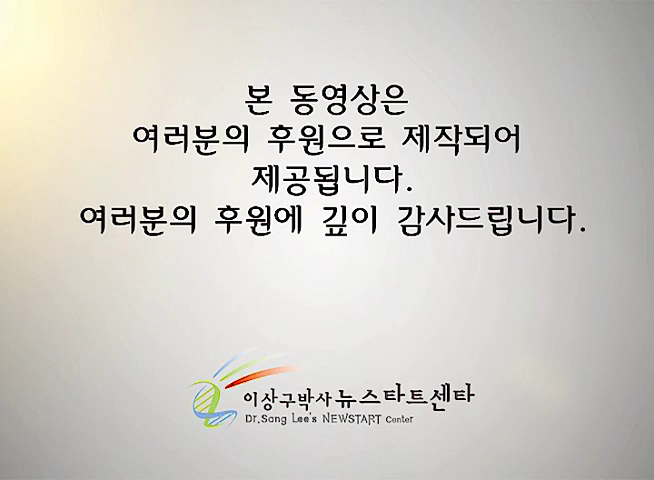 본 동영상은
여러분의 후원으로 제작되어
제공됩니다.
여러분의 후원에 깊이 감사드립니다.
이상구박사 뉴스타트센타
Dr.Sang Lee's NEWSTART Center